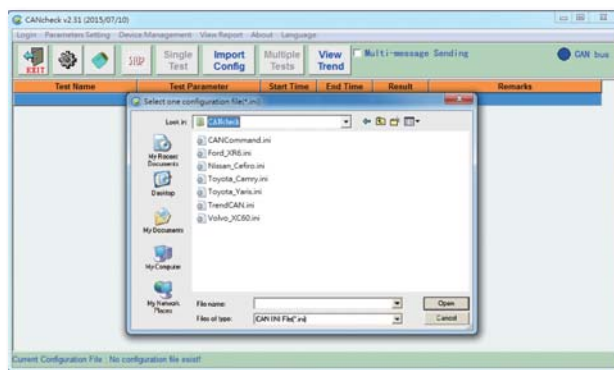 CANcheck v2.31 (2015/07/10)
Login Parameters Setting Device Management View Report About Language
EXIT
STOP
Single Test
Import Config
Multiple Tests
View Trend
Multi-message Sending
CAN bus
Test Name Test Parameter Start Time End Time Result Remarks
Select one configuration file(*.ini)
Look in: CANcheck
My Recent Documents
Desktop
My Documents
My Computer
My Network Places
CANCommand.ini
Ford_XR6.ini
Nissan_Cefiro.ini
Toyota_Camry.ini
Toyota_Yaris.ini
TrendCAN.ini
Volvo_XC60.ini
File name: Open
Files of type: CAN INI File(*.ini) Cancel
Current Configuration File : No configuration file exist!